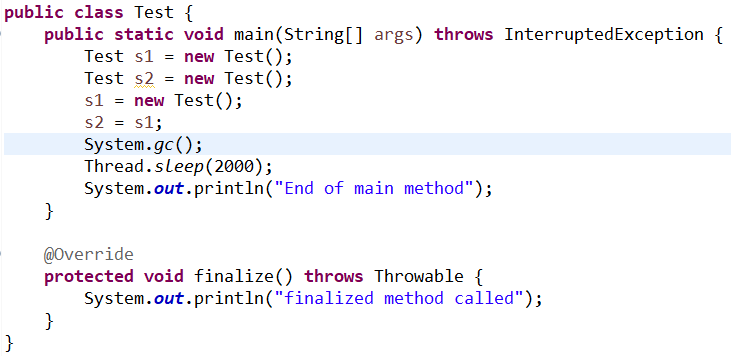 public class Test {
    public static void main(String[] args) throws InterruptedException {
        Test s1 = new Test();
        Test s2 = new Test();
        s1 = new Test();
        s2 = s1;
        System.gc();
        Thread.sleep(2000);
        System.out.println("End of main method");
    }

    @Override
    protected void finalize() throws Throwable {
        System.out.println("finalized method called");
    }
}